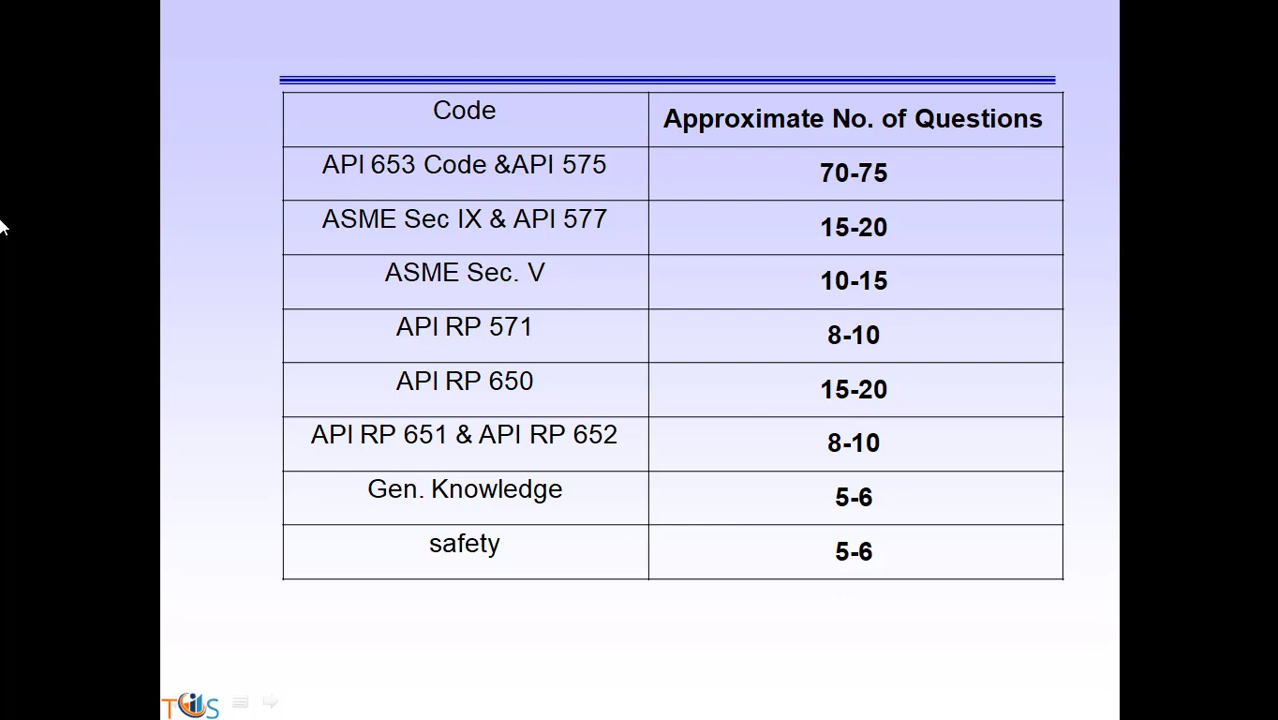 Code Approximate No. of Questions
API 653 Code &API 575 70-75
ASME Sec IX & API 577 15-20
ASME Sec. V 10-15
API RP 571 8-10
API RP 650 15-20
API RP 651 & API RP 652 8-10
Gen. Knowledge 5-6
safety 5-6